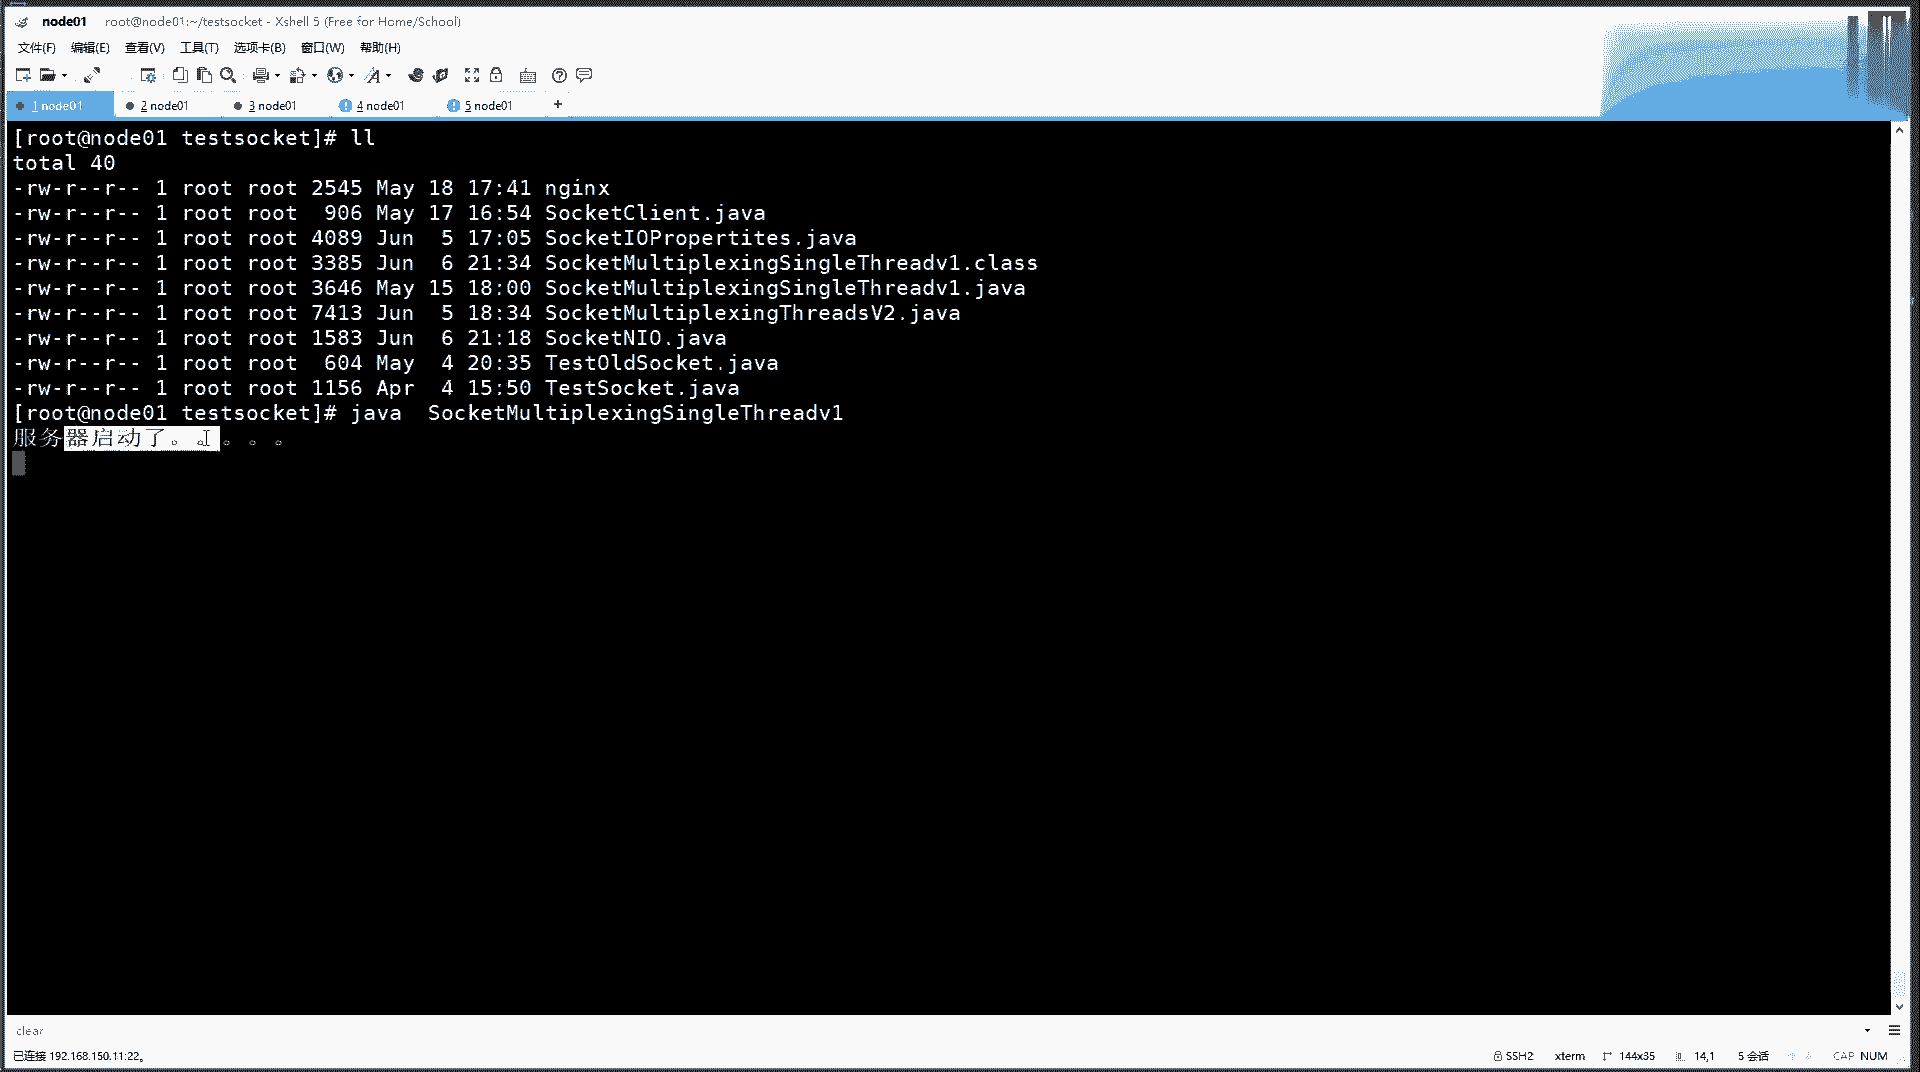 node01 root@node01:~/testsocket - Xshell 5 (Free for Home/School)
文件(F) 编辑(E) 查看(V) 工具(T) 选项卡(B) 窗口(W) 帮助(H)
1 node01 2 node01 3 node01 4 node01 5 node01 +
[root@node01 testsocket]# ll
total 40
-rw-r--r-- 1 root root 2545 May 18 17:41 nginx
-rw-r--r-- 1 root root  906 May 17 16:54 SocketClient.java
-rw-r--r-- 1 root root 4089 Jun  5 17:05 SocketIOPropertites.java
-rw-r--r-- 1 root root 3385 Jun  6 21:34 SocketMultiplexingSingleThreadv1.class
-rw-r--r-- 1 root root 3646 May 15 18:00 SocketMultiplexingSingleThreadv1.java
-rw-r--r-- 1 root root 7413 Jun  5 18:34 SocketMultiplexingThreadsV2.java
-rw-r--r-- 1 root root 1583 Jun  6 21:18 SocketNIO.java
-rw-r--r-- 1 root root  604 May  4 20:35 TestOldSocket.java
-rw-r--r-- 1 root root 1156 Apr  4 15:50 TestSocket.java
[root@node01 testsocket]# java  SocketMultiplexingSingleThreadv1
服务器启动了。。。。。
clear
已连接 192.168.150.11:22。 SSH2 xterm 144x35 14,1 5 会话 CAP NUM